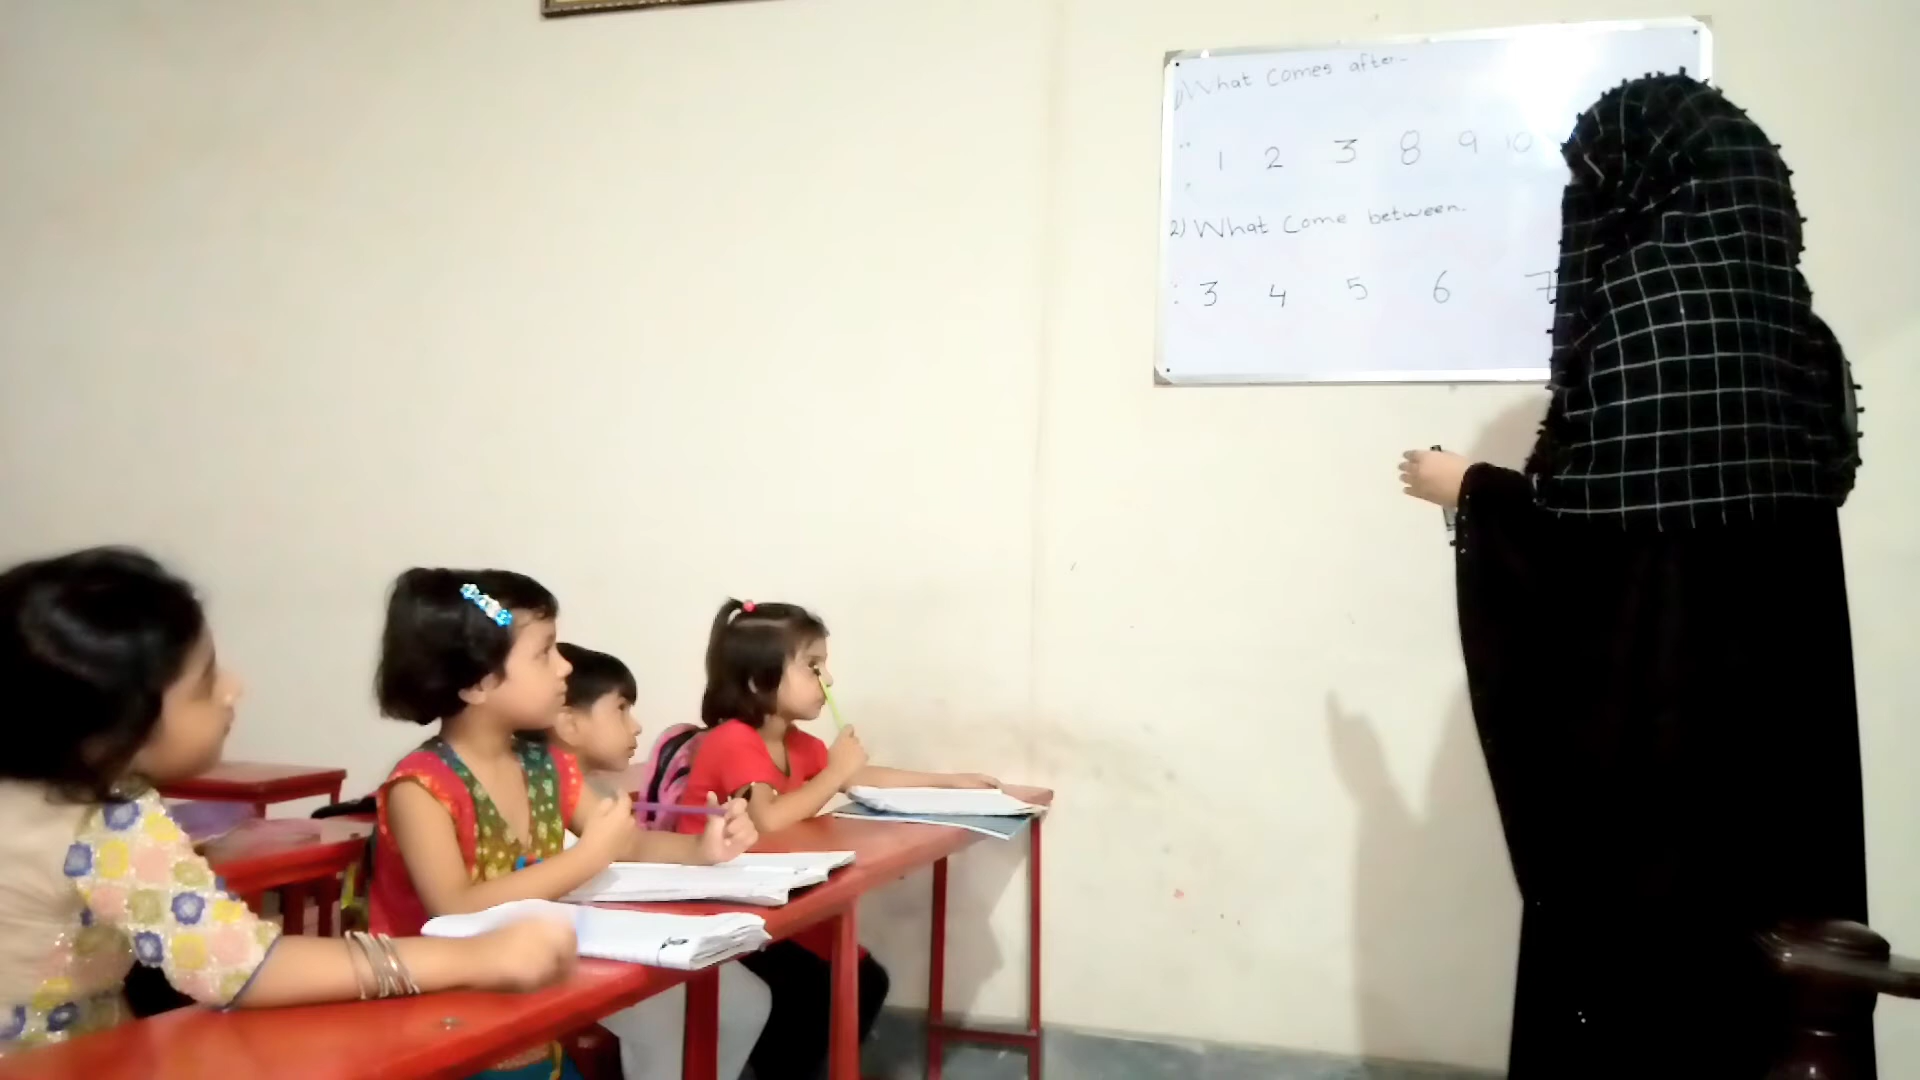 1) What Comes after-
1 2 3 8 9 10
2) What Come between-
3 4 5 6 7